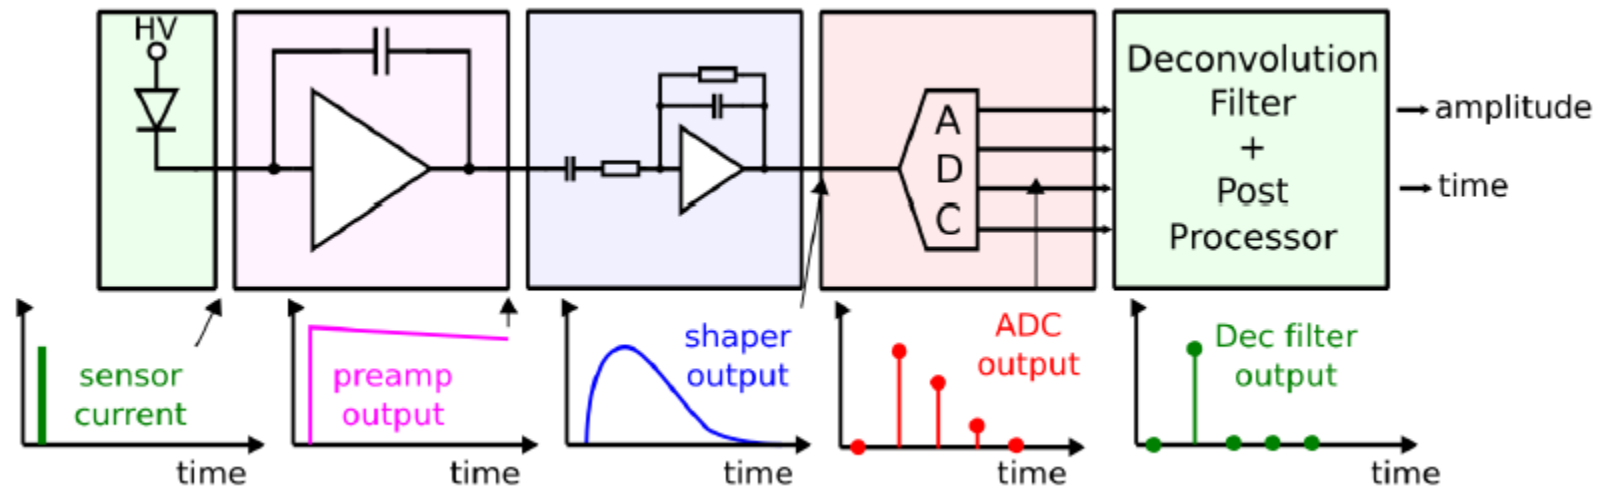 HV
A
D
C
Deconvolution
Filter
+
Post
Processor
amplitude
time
sensor
current
time
preamp
output
time
shaper
output
time
ADC
output
time
Dec filter
output
time